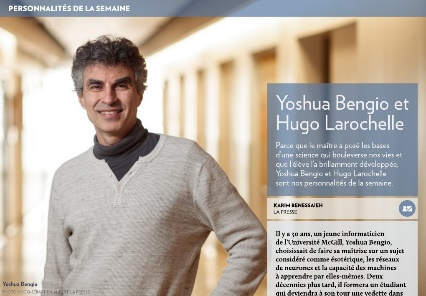 PERSONNALITÉS DE LA SEMAINE
Yoshua Bengio et
Hugo Larochelle
Parce que le maître a posé les bases
d'une science qui bouleverse nos vies et
que l'élève l'a brillamment développée,
Yoshua Bengio et Hugo Larochelle
sont nos personnalités de la semaine.
KARIM BENESSAIEH
LA PRESSE
Il y a 30 ans, un jeune informaticien
de l'Université McGill, Yoshua Bengio,
choisissait de faire sa maîtrise sur un sujet
considéré comme ésotérique, les réseaux
de neurones et la capacité des machines
à apprendre par elles-mêmes. Deux
décennies plus tard, il formera un étudiant
qui deviendra à son tour une vedette dans
Yoshua Bengio
LA PRESSE